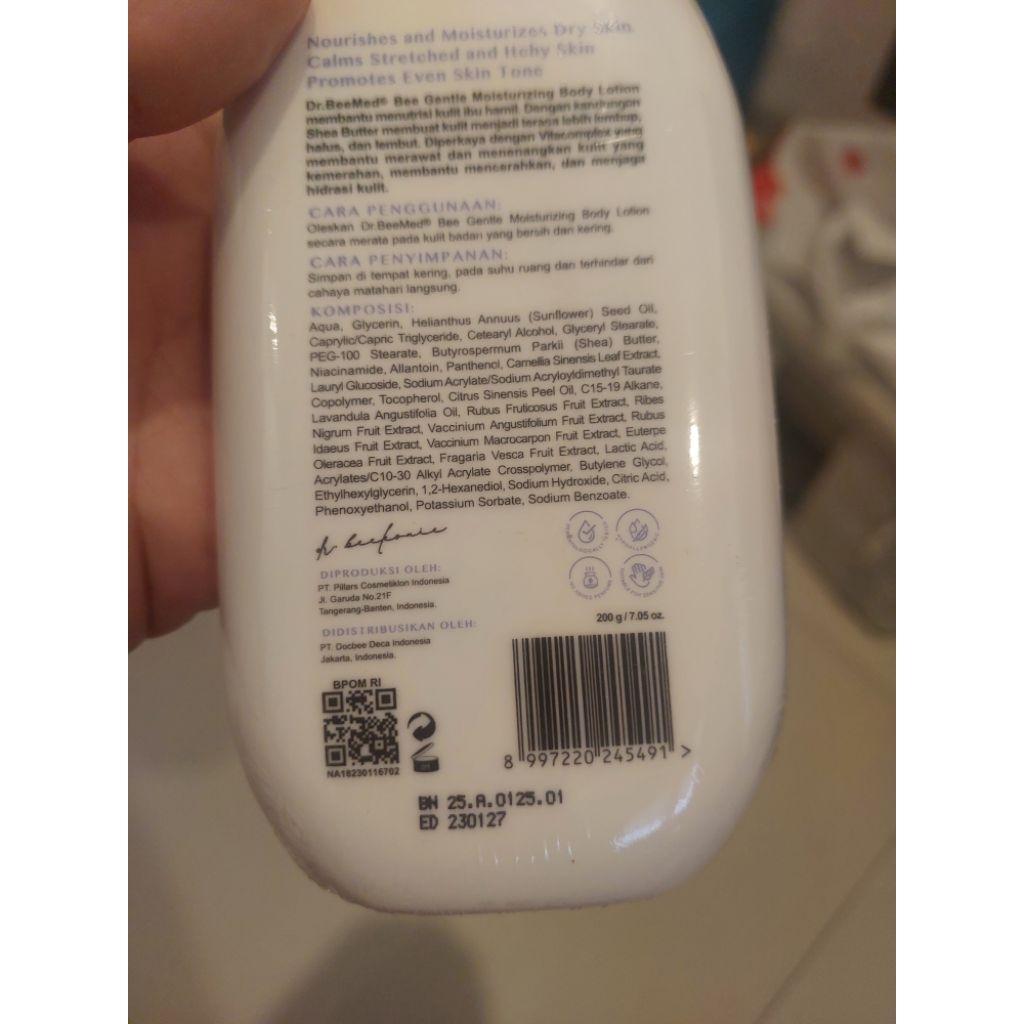 Nourishes and Moisturizes Dry Skin
Calms Stretched and Itchy Skin
Promotes Even Skin Tone
Dr.BeeMed® Bee Gentle Moisturizing Body Lotion
membantu menutrisi kulit ibu hamil. Dengan kandungan
Shea Butter membuat kulit menjadi terasa lebih lembap,
halus, dan lembut. Diperkaya dengan Vitacomplex yang
membantu merawat dan menenangkan kulit yang
kemerahan, membantu mencerahkan, dan menjaga
hidrasi kulit.
CARA PENGGUNAAN:
Oleskan Dr.BeeMed® Bee Gentle Moisturizing Body Lotion
secara merata pada kulit badan yang bersih dan kering.
CARA PENYIMPANAN:
Simpan di tempat kering, pada suhu ruang dan terhindar dari
cahaya matahari langsung.
KOMPOSISI:
Aqua, Glycerin, Helianthus Annuus (Sunflower) Seed Oil,
Caprylic/Capric Triglyceride, Cetearyl Alcohol, Glyceryl Stearate,
PEG-100 Stearate, Butyrospermum Parkii (Shea) Butter,
Niacinamide, Allantoin, Panthenol, Camellia Sinensis Leaf Extract,
Lauryl Glucoside, Sodium Acrylate/Sodium Acryloyldimethyl Taurate
Copolymer, Tocopherol, Citrus Sinensis Peel Oil, C15-19 Alkane,
Lavandula Angustifolia Oil, Rubus Fruticosus Fruit Extract, Ribes
Nigrum Fruit Extract, Vaccinium Angustifolium Fruit Extract, Rubus
Idaeus Fruit Extract, Vaccinium Macrocarpon Fruit Extract, Euterpe
Oleracea Fruit Extract, Fragaria Vesca Fruit Extract, Lactic Acid,
Acrylates/C10-30 Alkyl Acrylate Crosspolymer, Butylene Glycol,
Ethylhexylglycerin, 1,2-Hexanediol, Sodium Hydroxide, Citric Acid,
Phenoxyethanol, Potassium Sorbate, Sodium Benzoate.
DIPRODUKSI OLEH:
PT. Pillars Cosmetiklon Indonesia
Jl. Garuda No.21F
Tangerang-Banten, Indonesia.
DIDISTRIBUSIKAN OLEH:
PT. Docbee Deca Indonesia
Jakarta, Indonesia.
200 g / 7.05 oz.
BPOM RI
NA18230116702
8 997220 245491 >
BN 25.A.0125.01
ED 230127